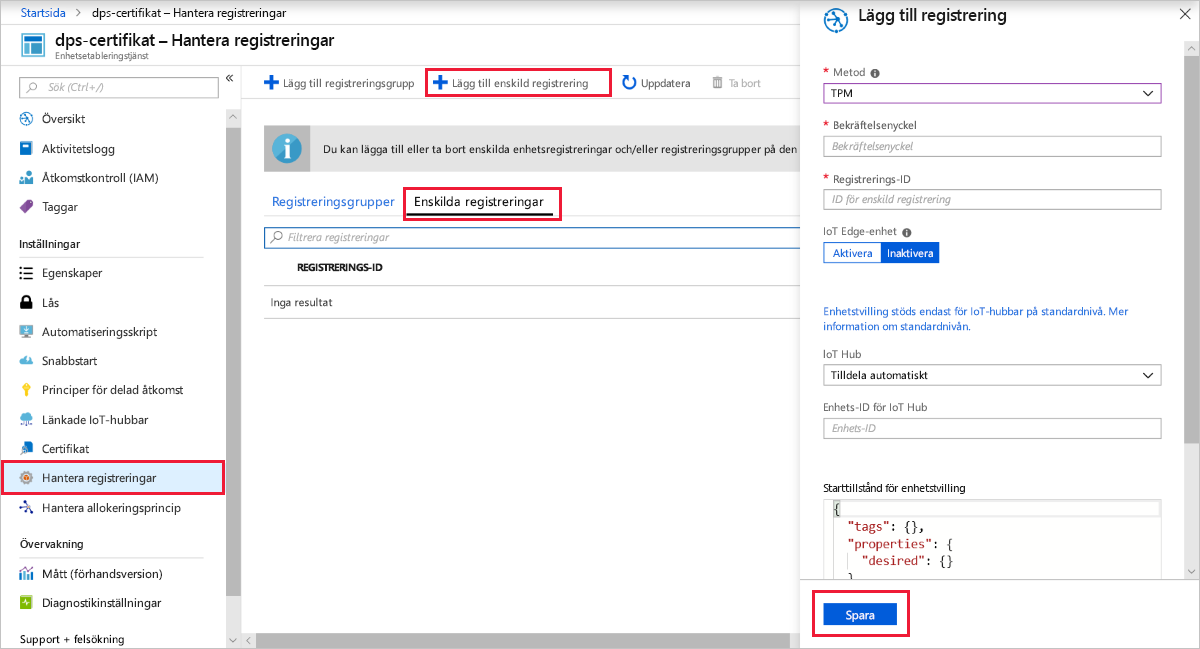 Startsida > dps-certifikat – Hantera registreringar
dps-certifikat – Hantera registreringar
Enhetsetableringstjänst
Sök (Ctrl+/)
Översikt
Aktivitetslogg
Åtkomstkontroll (IAM)
Taggar
Inställningar
Egenskaper
Lås
Automatiseringsskript
Snabbstart
Principer för delad åtkomst
Länkade IoT-hubbar
Certifikat
Hantera registreringar
Hantera allokeringsprincip
Övervakning
Mått (förhandsversion)
Diagnostikinställningar
Support + felsökning
Lägg till registreringsgrupp Lägg till enskild registrering Uppdatera Ta bort
Du kan lägga till eller ta bort enskilda enhetsregistreringar och/eller registreringsgrupper på den
Registreringsgrupper Enskilda registreringar
Filtrera registreringar
REGISTRERINGS-ID
Inga resultat
Lägg till registrering
* Metod
TPM
* Bekräftelsenyckel
Bekräftelsenyckel
* Registrerings-ID
ID för enskild registrering
IoT Edge-enhet
Aktivera Inaktivera
Enhetstvilling stöds endast för IoT-hubbar på standardnivå. Mer
information om standardnivån.
IoT Hub
Tilldela automatiskt
Enhets-ID för IoT Hub
Enhets-ID
Starttillstånd för enhetstvilling
{
"tags": {},
"properties": {
"desired": {}
}
Spara